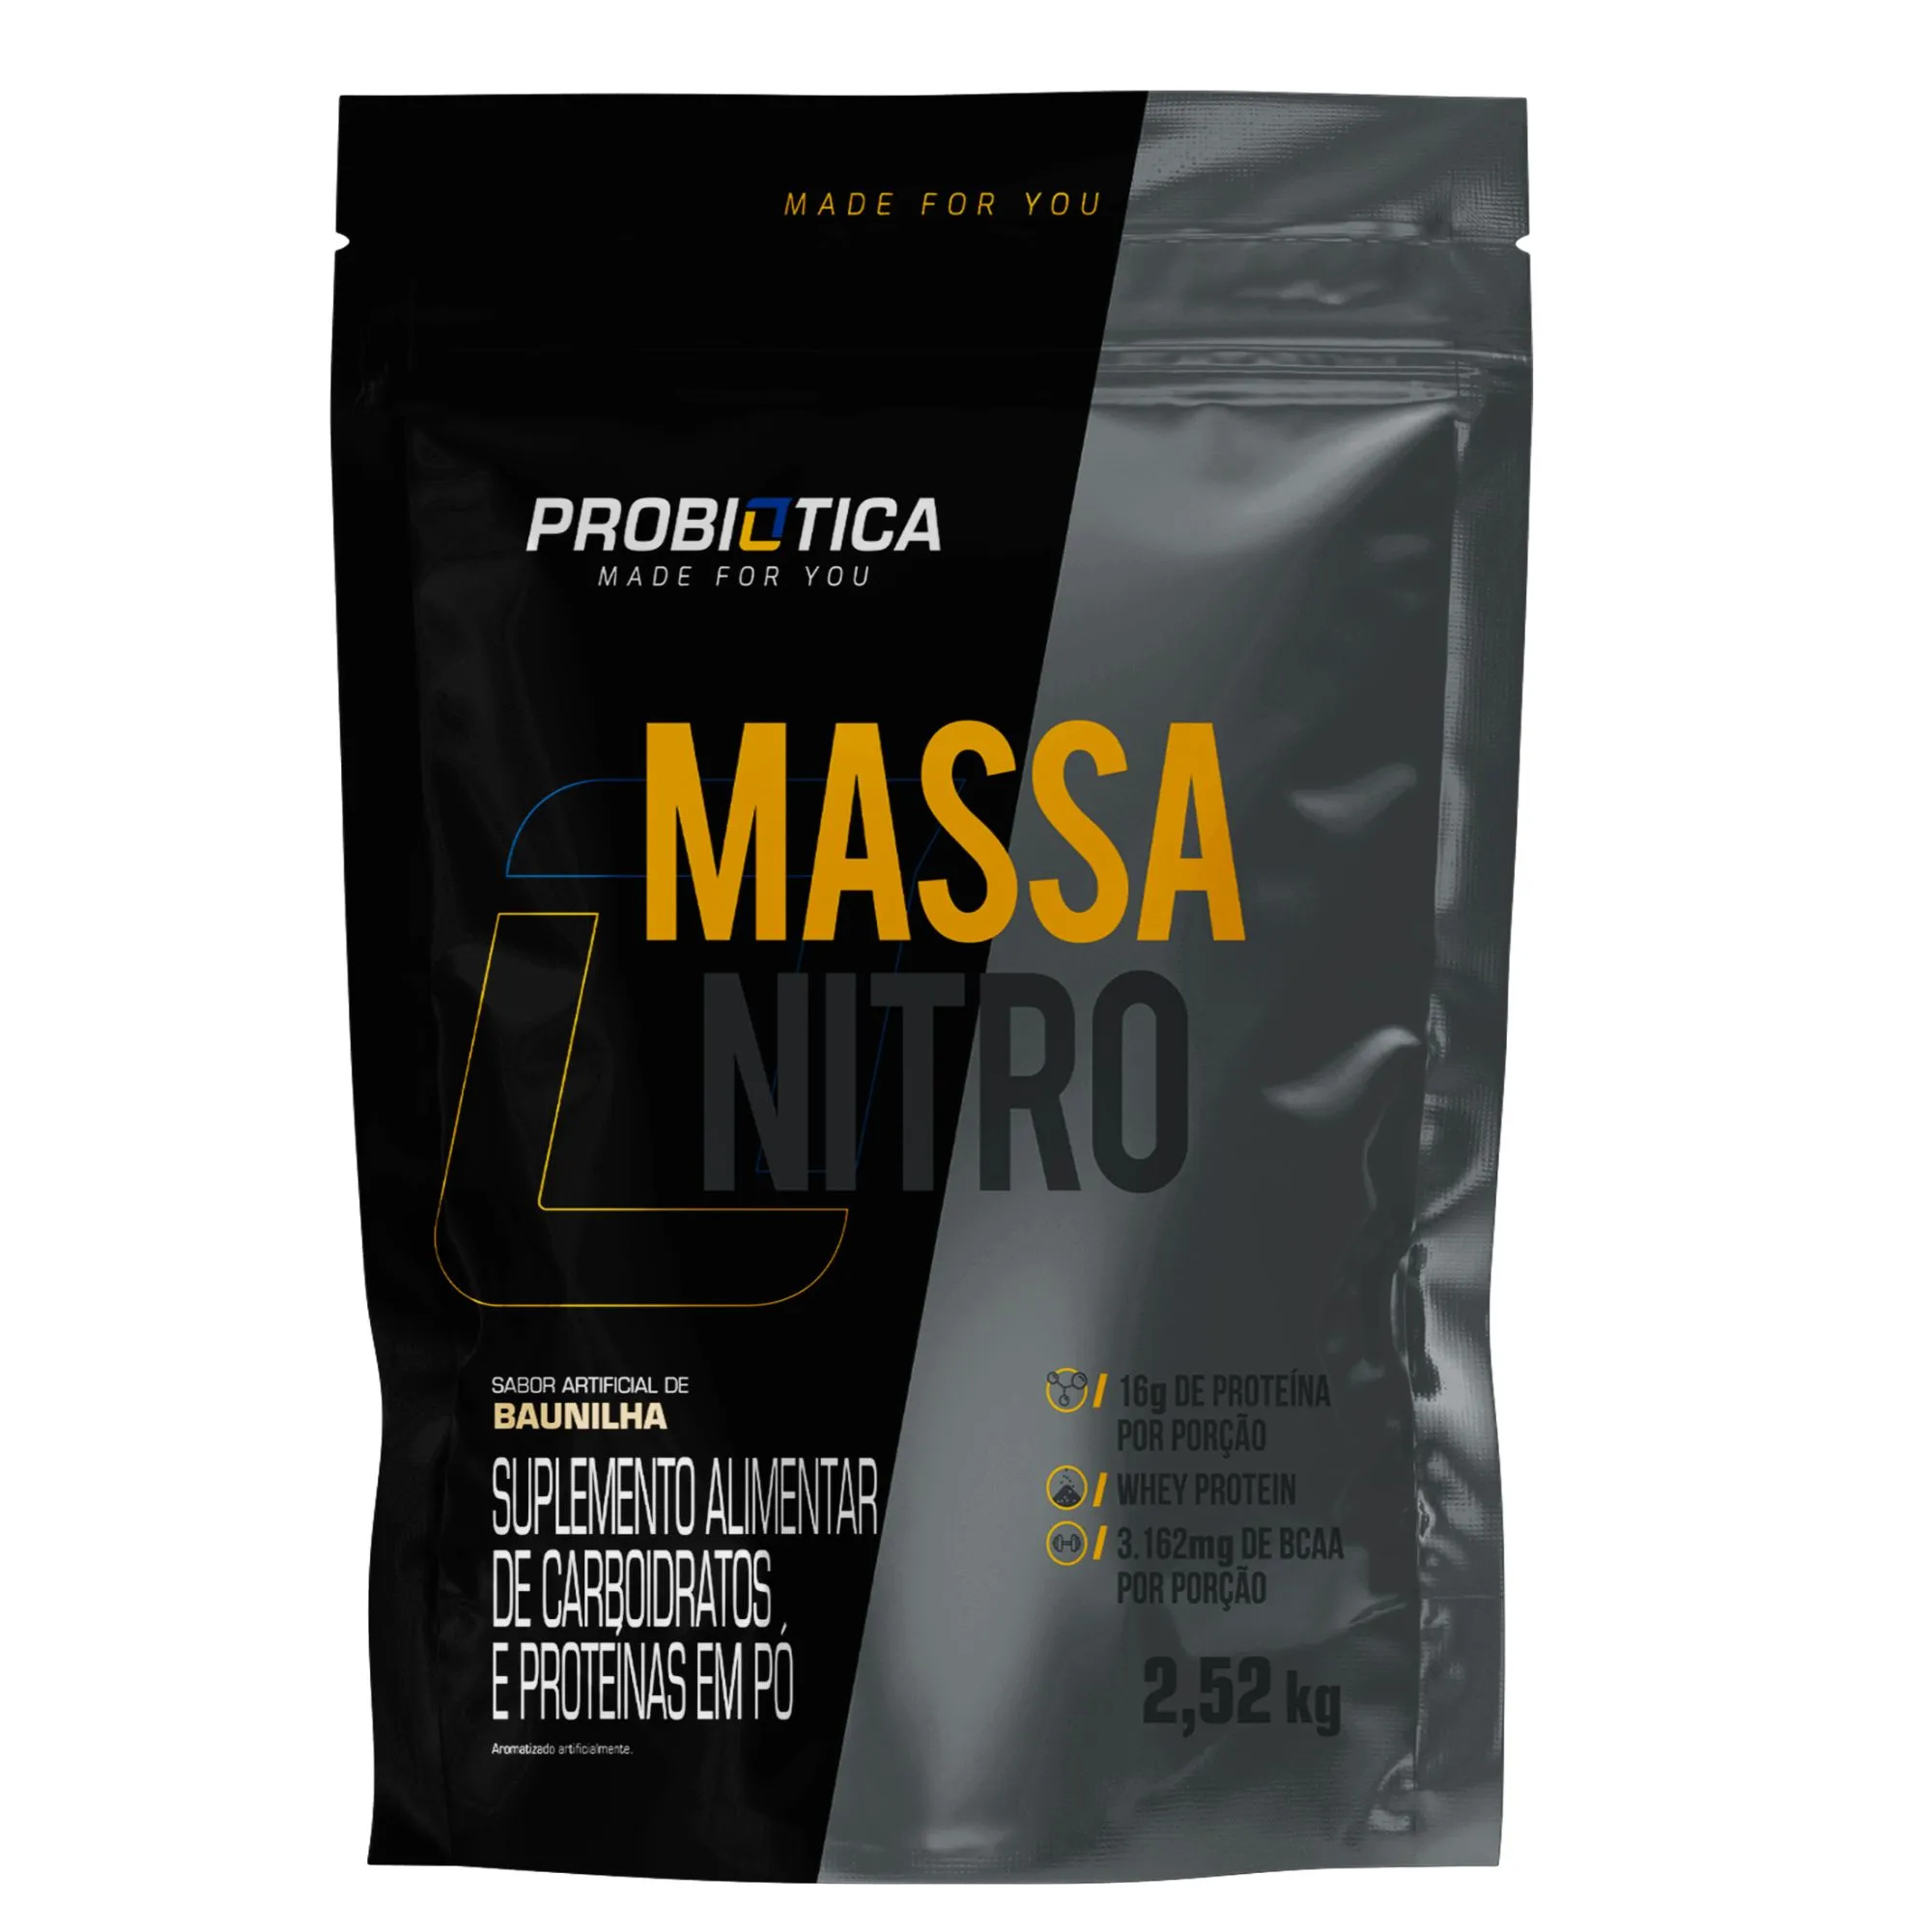 MADE FOR YOU
PROBIOTICA
MADE FOR YOU
MASSA
NITRO
SABOR ARTIFICIAL DE
BAUNILHA
SUPLEMENTO ALIMENTAR
DE CARBOIDRATOS
E PROTEÍNAS EM PÓ
Aromatizado artificialmente.
16g DE PROTEÍNA
POR PORÇÃO
WHEY PROTEIN
3.162mg DE BCAA
POR PORÇÃO
2,52 kg